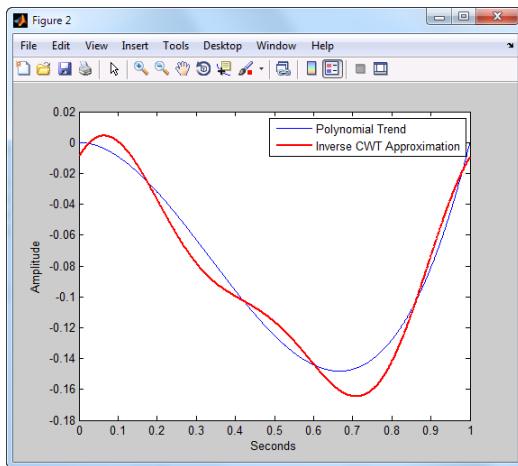 Figure 2
File Edit View Insert Tools Desktop Window Help
0.02
0
-0.02
-0.04
-0.06
-0.08
-0.1
-0.12
-0.14
-0.16
-0.18
Amplitude
Polynomial Trend
Inverse CWT Approximation
0 0.1 0.2 0.3 0.4 0.5 0.6 0.7 0.8 0.9 1
Seconds